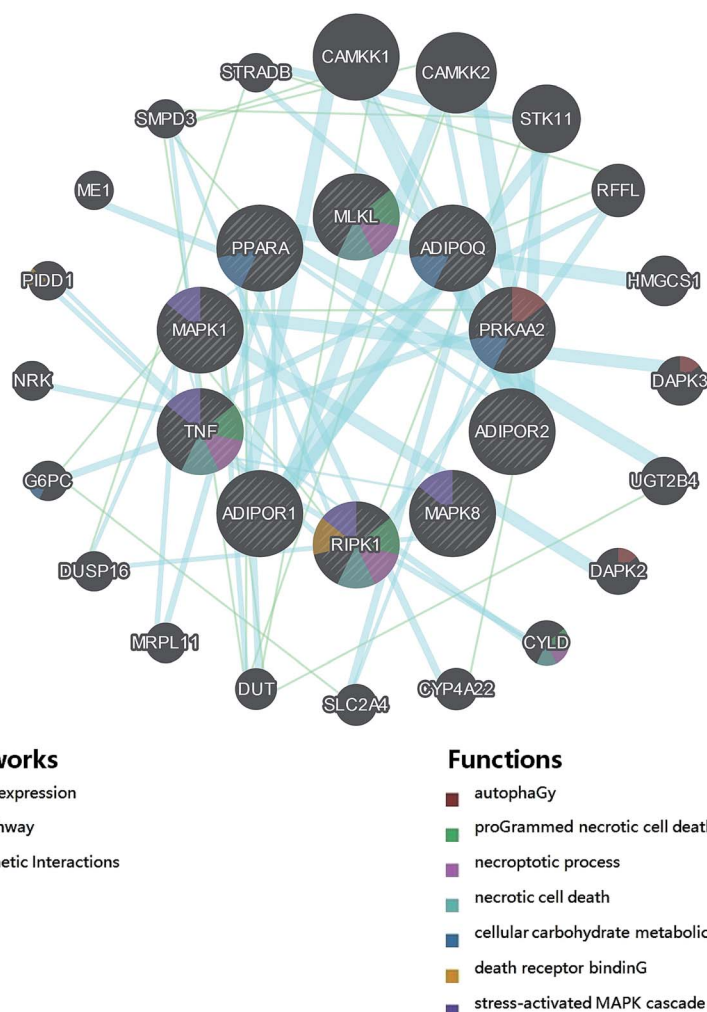 CAMKK1
CAMKK2
STRADB
STK11
SMPD3
RFFL
ME1
MLKL
PPARA
ADIPOQ
PIDD1
HMGCS1
MAPK1
PRKAA2
NRK
DAPK3
TNF
ADIPOR2
G6PC
UGT2B4
ADIPOR1
MAPK8
RIPK1
DUSP16
DAPK2
MRPL11
CYLD
DUT
SLC2A4
CYP4A22
works
expression
hway
netic Interactions
Functions
autophaGy
proGrammed necrotic cell death
necroptotic process
necrotic cell death
cellular carbohydrate metabolic
death receptor bindinG
stress-activated MAPK cascade